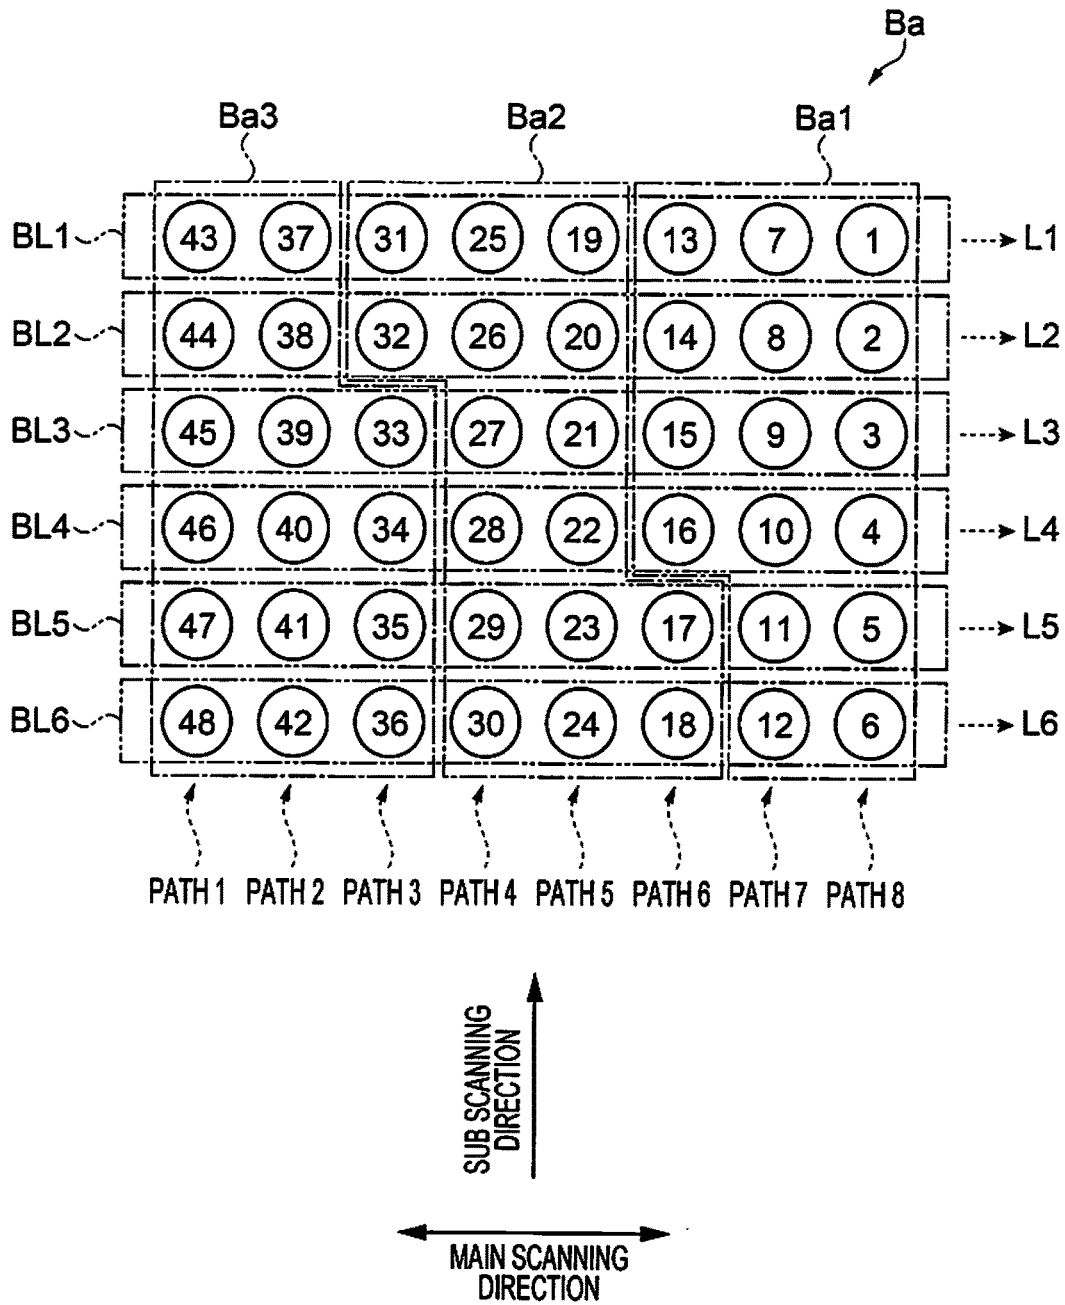 Ba
Ba3 Ba2 Ba1
BL1 43 37 31 25 19 13 7 1 L1
BL2 44 38 32 26 20 14 8 2 L2
BL3 45 39 33 27 21 15 9 3 L3
BL4 46 40 34 28 22 16 10 4 L4
BL5 47 41 35 29 23 17 11 5 L5
BL6 48 42 36 30 24 18 12 6 L6
PATH 1 PATH 2 PATH 3 PATH 4 PATH 5 PATH 6 PATH 7 PATH 8
SUB SCANNING
DIRECTION
MAIN SCANNING
DIRECTION